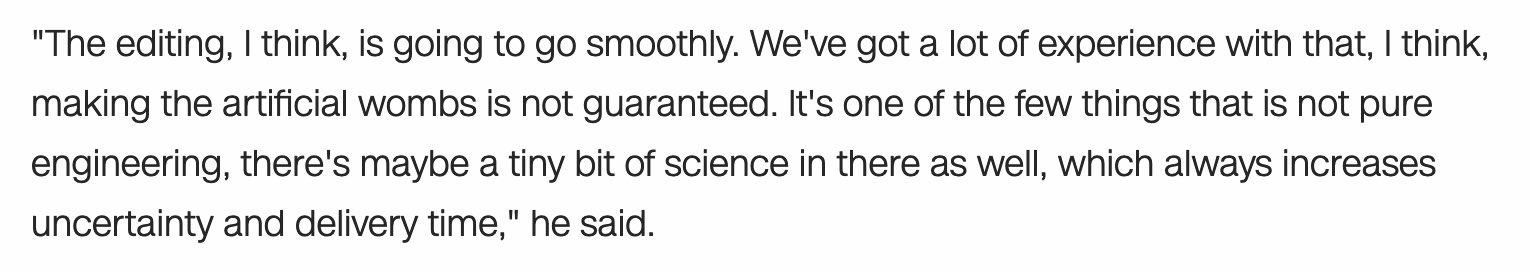 "The editing, I think, is going to go smoothly. We've got a lot of experience with that, I think,
making the artificial wombs is not guaranteed. It's one of the few things that is not pure
engineering, there's maybe a tiny bit of science in there as well, which always increases
uncertainty and delivery time," he said.